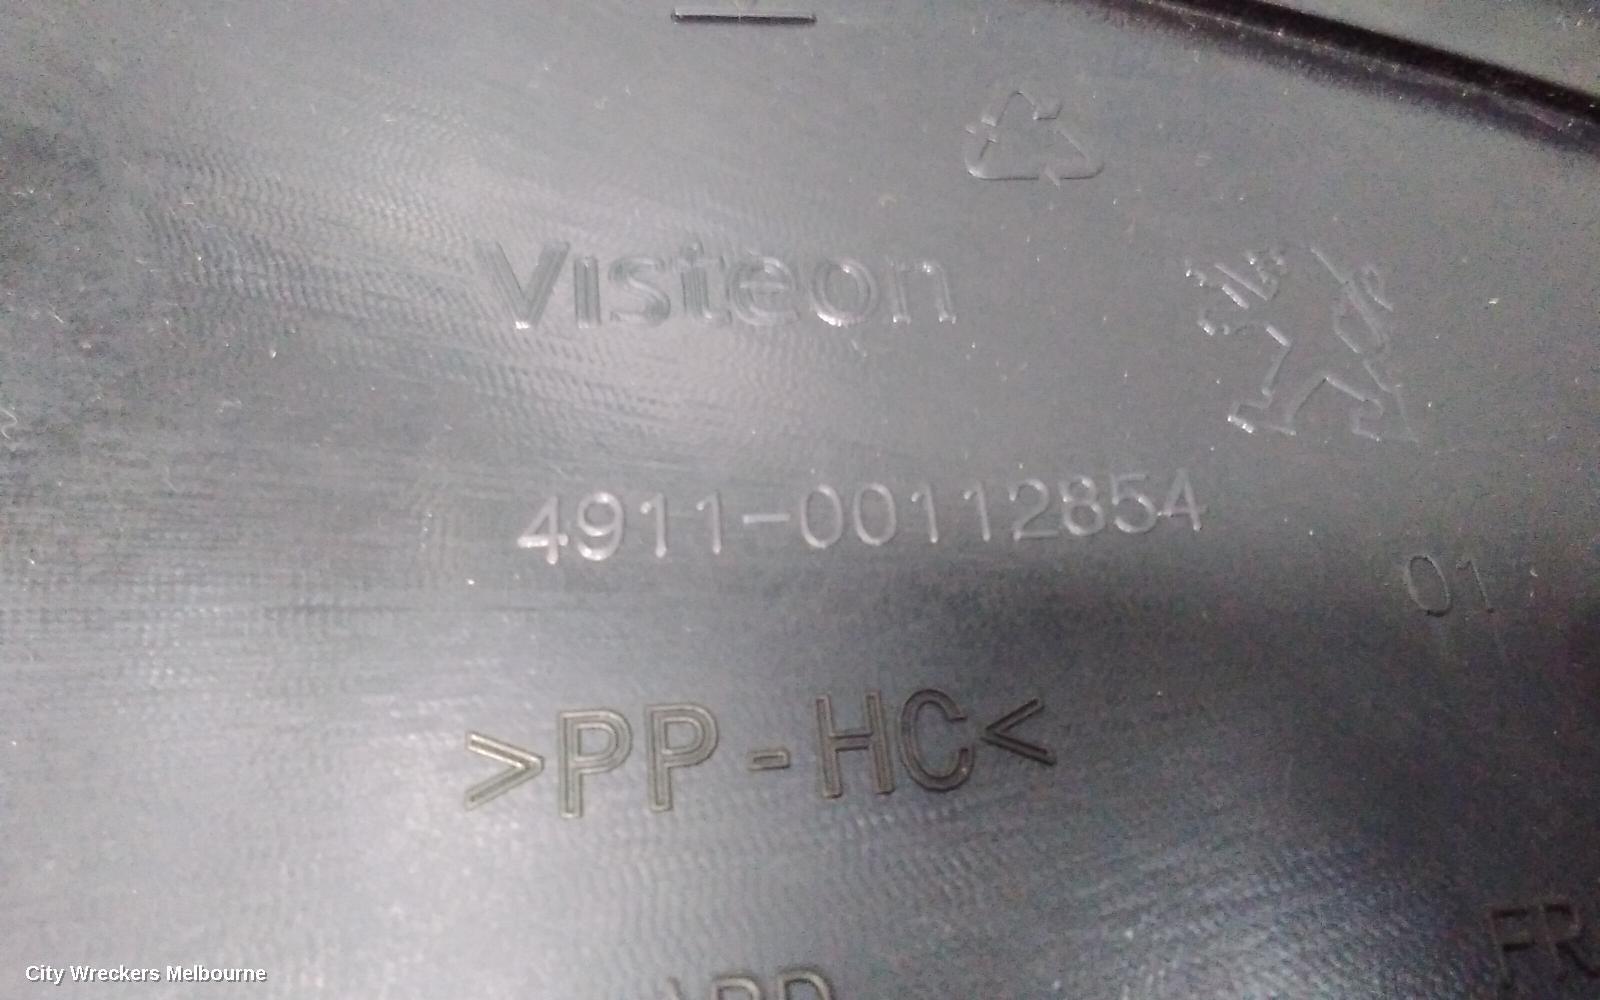 Visteon
4911-00112854
01
>PP-HC<
City Wreckers Melbourne